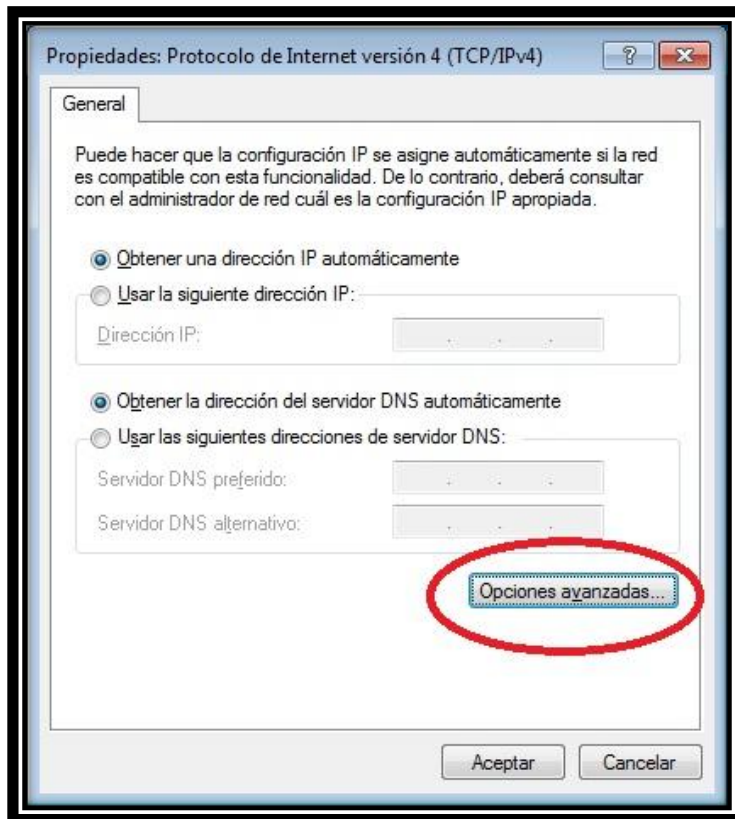 Propiedades: Protocolo de Internet versión 4 (TCP/IPv4)
General
Puede hacer que la configuración IP se asigne automáticamente si la red
es compatible con esta funcionalidad. De lo contrario, deberá consultar
con el administrador de red cuál es la configuración IP apropiada.
Obtener una dirección IP automáticamente
Usar la siguiente dirección IP:
Dirección IP:
Obtener la dirección del servidor DNS automáticamente
Usar las siguientes direcciones de servidor DNS:
Servidor DNS preferido:
Servidor DNS alternativo:
Opciones avanzadas...
Aceptar Cancelar